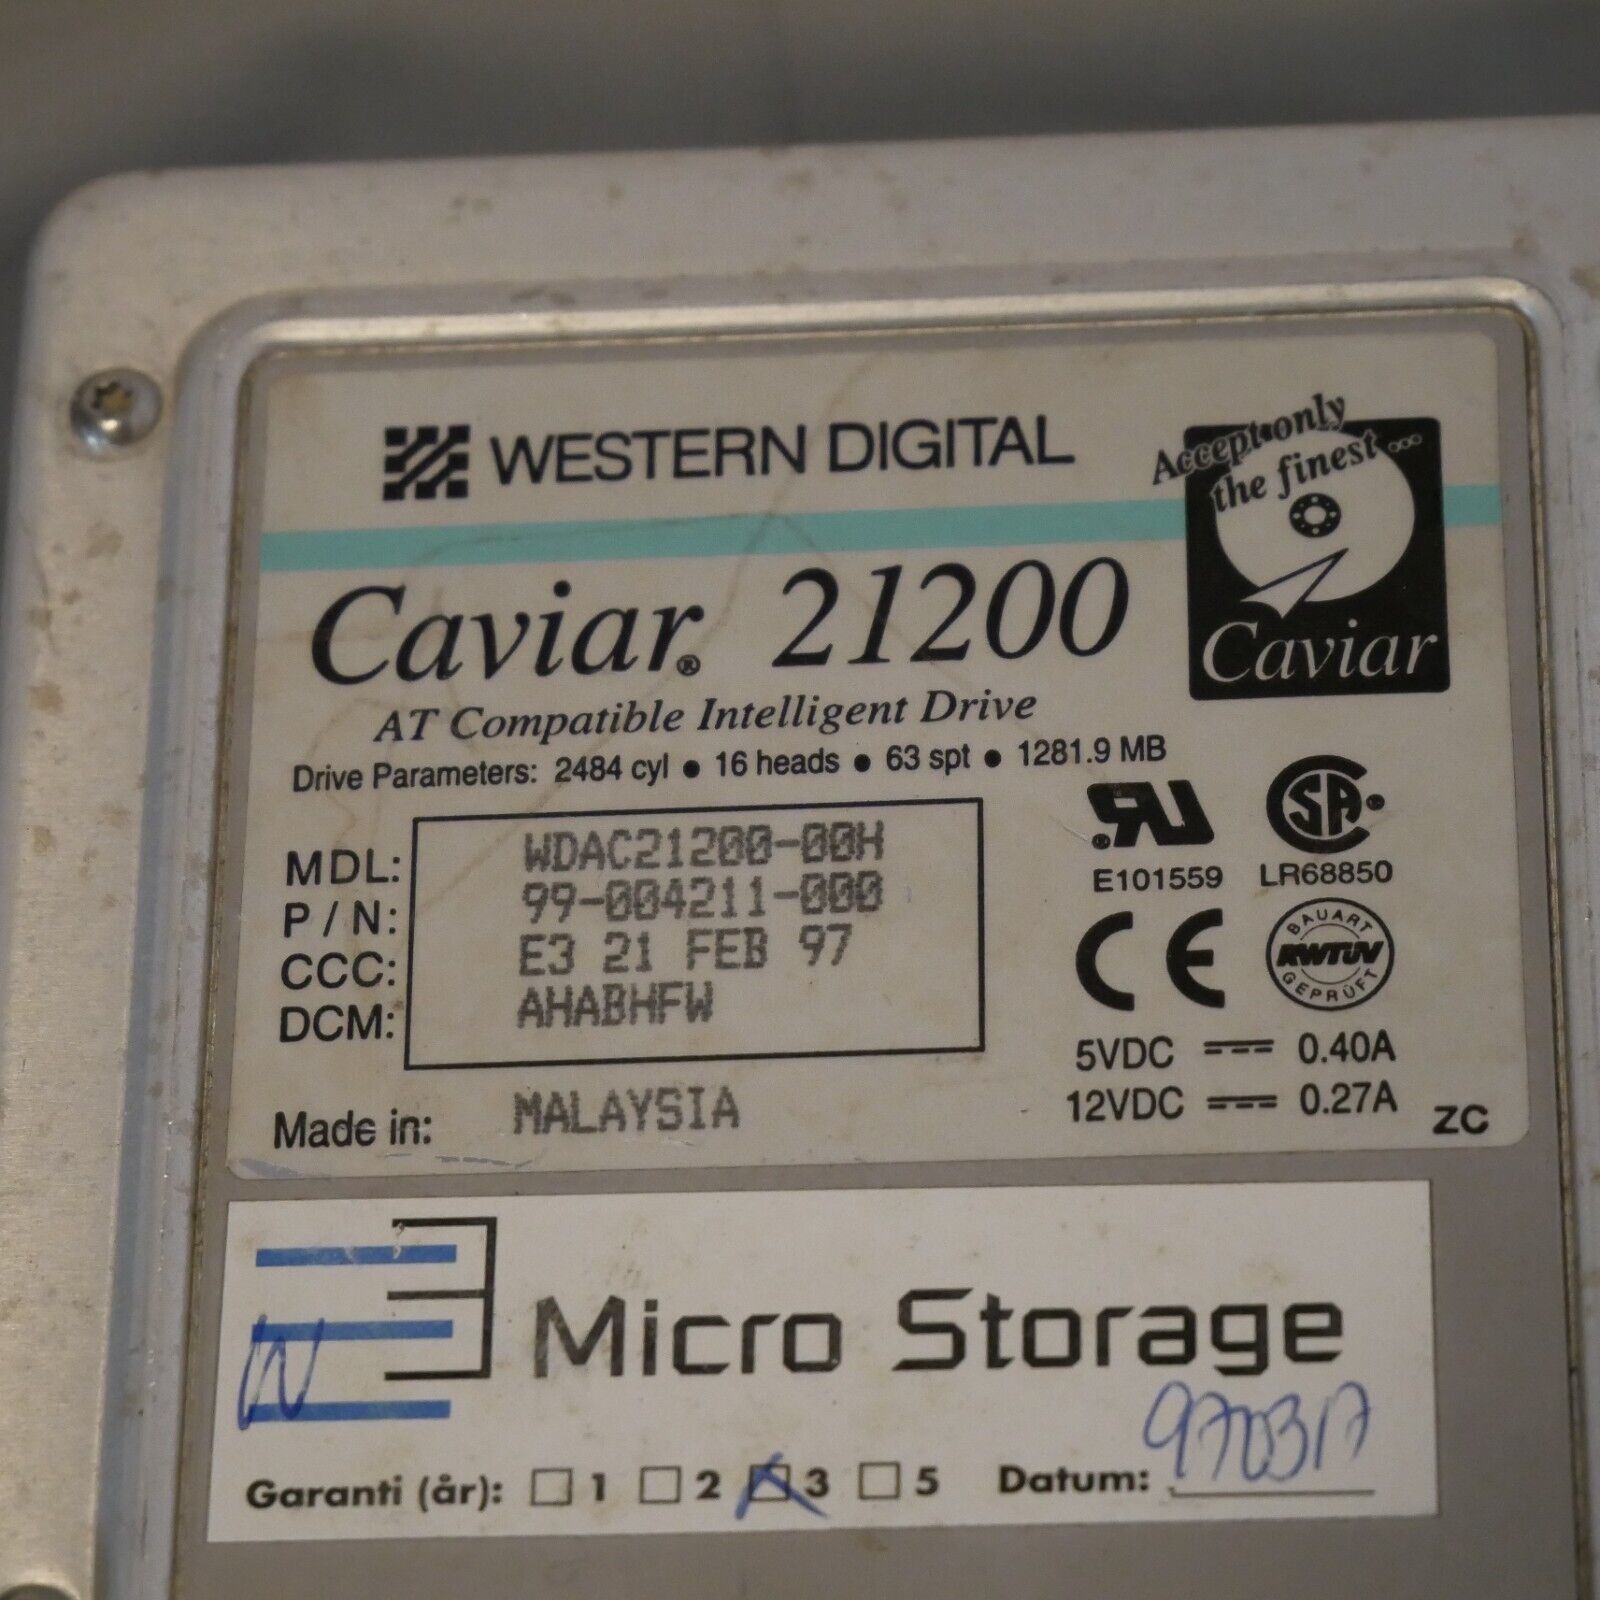 WESTERN DIGITAL
Accept only
the finest ...
Caviar
Caviar® 21200
AT Compatible Intelligent Drive
Drive Parameters: 2484 cyl • 16 heads • 63 spt • 1281.9 MB
MDL: WDAC21200-00H
P/N: 99-004211-000
CCC: E3 21 FEB 97
DCM: AHABHFW
Made in: MALAYSIA
E101559
LR68850
CE
BAUART
RWTÜV
GEPRÜFT
5VDC 0.40A
12VDC 0.27A
ZC
Micro Storage
Garanti (år): 1 2 3 5 Datum: 970317